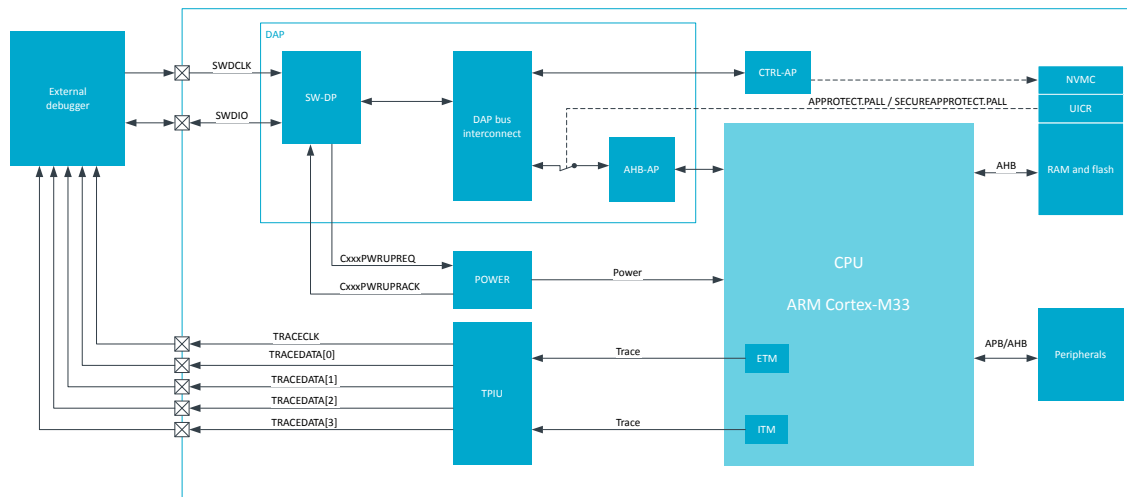 DAP
External
debugger
SWDCLK
SWDIO
SW-DP
DAP bus
interconnect
CTRL-AP
NVMC
APPROTECT.PALL / SECUREAPPROTECT.PALL
UICR
AHB-AP
AHB
RAM and flash
CxxxPWRUPREQ
CxxxPWRUPRACK
POWER
Power
CPU
ARM Cortex-M33
TRACECLK
TRACEDATA[0]
TRACEDATA[1]
TRACEDATA[2]
TRACEDATA[3]
TPIU
Trace
ETM
Trace
ITM
APB/AHB
Peripherals